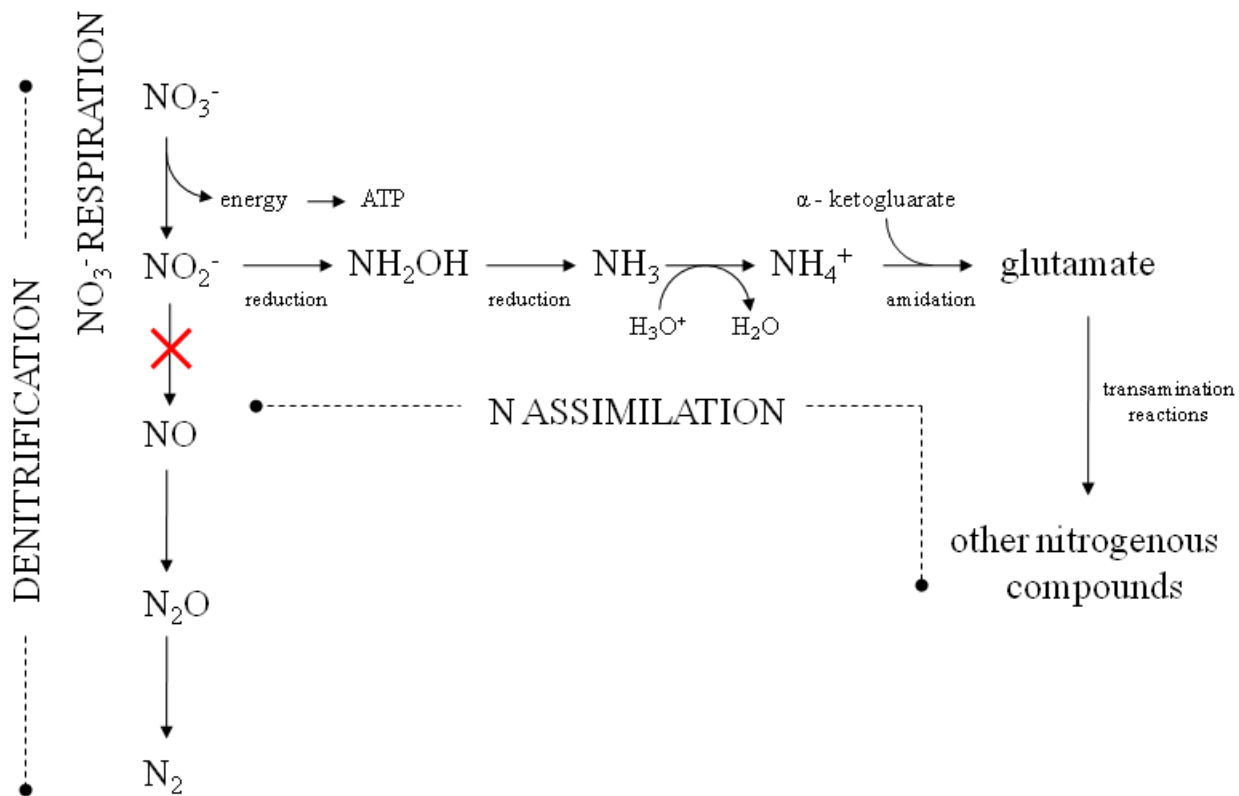 DENITRIFICATION
NO₃⁻ RESPIRATION
NO₃⁻
energy
ATP
α - ketogluarate
NO₂⁻
NH₂OH
NH₃
NH₄⁺
glutamate
reduction
reduction
amidation
H₃O⁺
H₂O
transamination
reactions
N ASSIMILATION
NO
other nitrogenous
compounds
N₂O
N₂